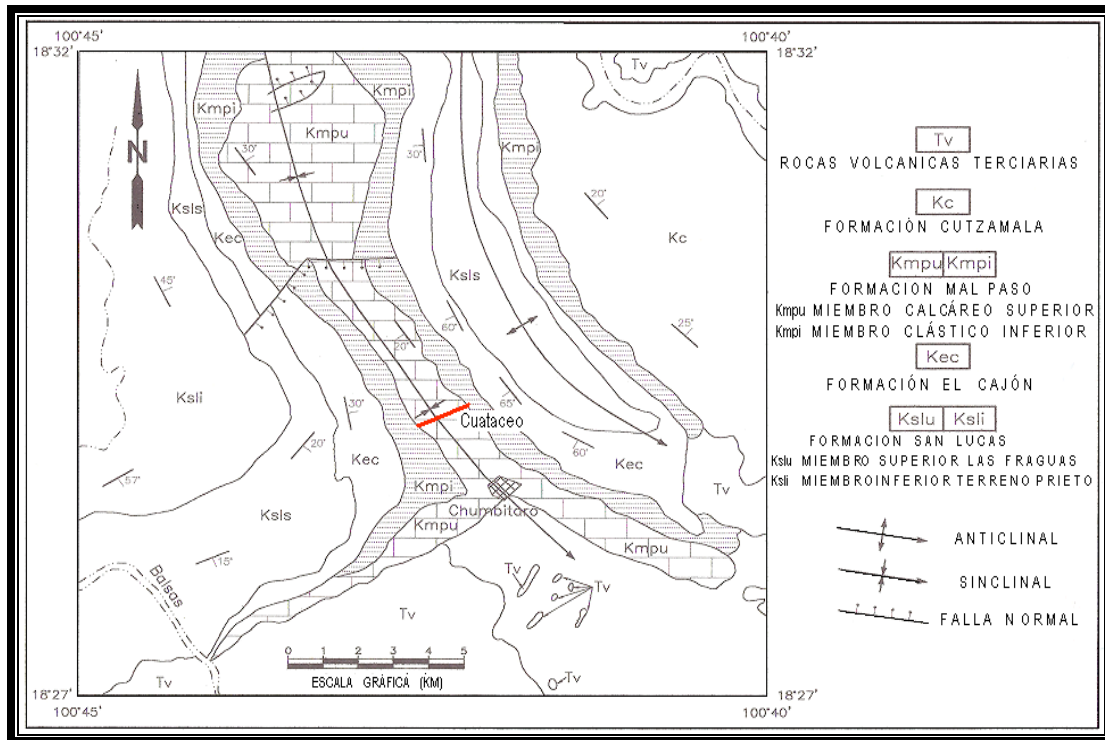 100°45' 100°40'
18°32' 18°32'
Tv
Kmpi
Kmpi
Kmpu
Kmpi
30°
30°
20°
N
Ksls
Kec
Kc
Ksls
45°
60°
25°
20°
Ksli
65°
30°
Cuataceo
20°
60°
Kec
Kec
57°
Kmpi
Tv
Ksls
Chumbitaro
Kmpu
Kmpu
15°
Balsas
Tv
Tv
Tv
0 1 2 3 4 5
ESCALA GRÁFICA (KM)
Tv
Tv
18°27' 18°27'
100°45' 100°40'
Tv
ROCAS VOLCANICAS TERCIARIAS
Kc
FORMACIÓN CUTZAMALA
Kmpu Kmpi
FORMACION MAL PASO
Kmpu MIEMBRO CALCÁREO SUPERIOR
Kmpi MIEMBRO CLÁSTICO INFERIOR
Kec
FORMACIÓN EL CAJÓN
Kslu Ksli
FORMACION SAN LUCAS
Kslu MIEMBRO SUPERIOR LAS FRAGUAS
Ksli MIEMBROINFERIOR TERRENO PRIETO
ANTICLINAL
SINCLINAL
FALLA NORMAL